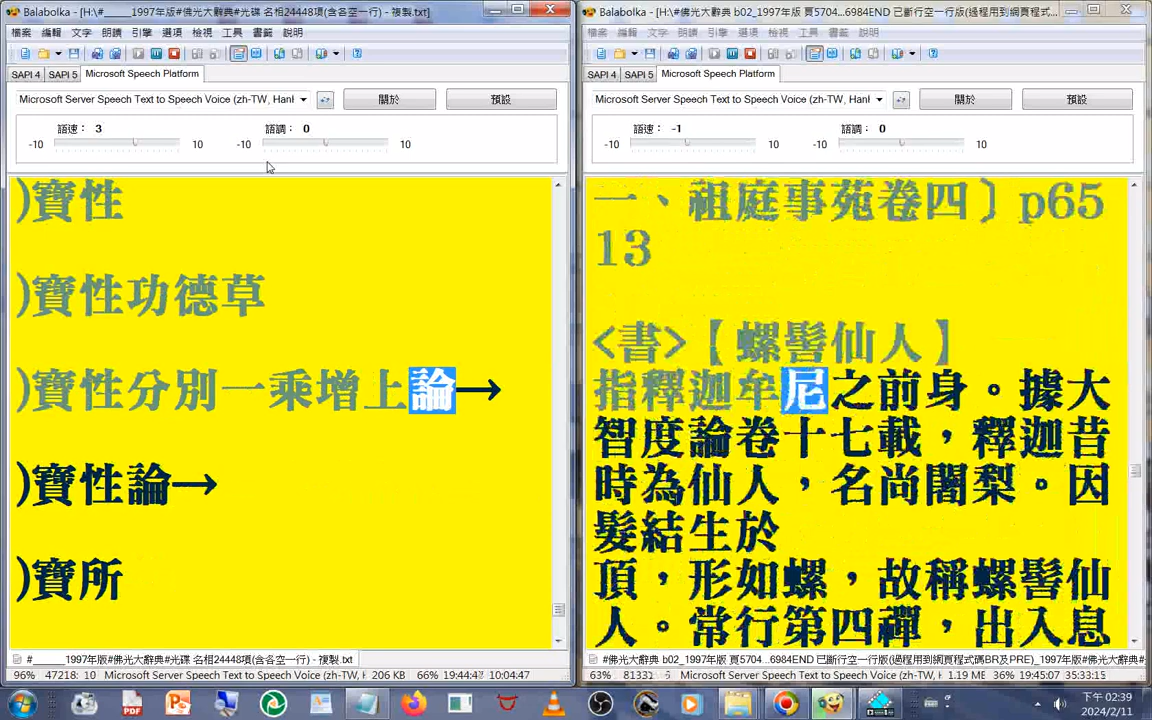 Balabolka - [H:\#_____1997年版#佛光大辭典#光碟 名相24448項(含各空一行) - 複製.txt]
檔案 編輯 文字 朗讀 引擎 選項 檢視 工具 書籤 說明
SAPI 4 SAPI 5 Microsoft Speech Platform
Microsoft Server Speech Text to Speech Voice (zh-TW, HanH
關於 預設
語速： 3 語調： 0
-10 10 -10 10
)寶性
)寶性功德草
)寶性分別一乘增上論→
)寶性論→
)寶所
#_____1997年版#佛光大辭典#光碟 名相24448項(含各空一行) - 複製.txt
96% 47218: 10 Microsoft Server Speech Text to Speech Voice (zh-TW, H 206 KB 66% 19:44:47 10:04:47
Balabolka - [H:\#佛光大辭典 b02_1997年版 頁5704...6984END 已斷行空一行版(過程用到網頁程式...
檔案 編輯 文字 朗讀 引擎 選項 檢視 工具 書籤 說明
SAPI 4 SAPI 5 Microsoft Speech Platform
Microsoft Server Speech Text to Speech Voice (zh-TW, HanH
關於 預設
語速： -1 語調： 0
-10 10 -10 10
一、祖庭事苑卷四〕p65
13
<書>【螺髻仙人】
指釋迦牟尼之前身。據大
智度論卷十七載，釋迦昔
時為仙人，名尚闍梨。因
髮結生於
頂，形如螺，故稱螺髻仙
人。常行第四禪，出入息
#佛光大辭典 b02_1997年版 頁5704...6984END 已斷行空一行版(過程用到網頁程式碼BR及PRE)_1997年版#佛光大辭典#
63% 81331: Microsoft Server Speech Text to Speech Voice (zh-TW, H 1.19 MB 36% 19:45:07 35:33:15
下午 02:39
2024/2/11